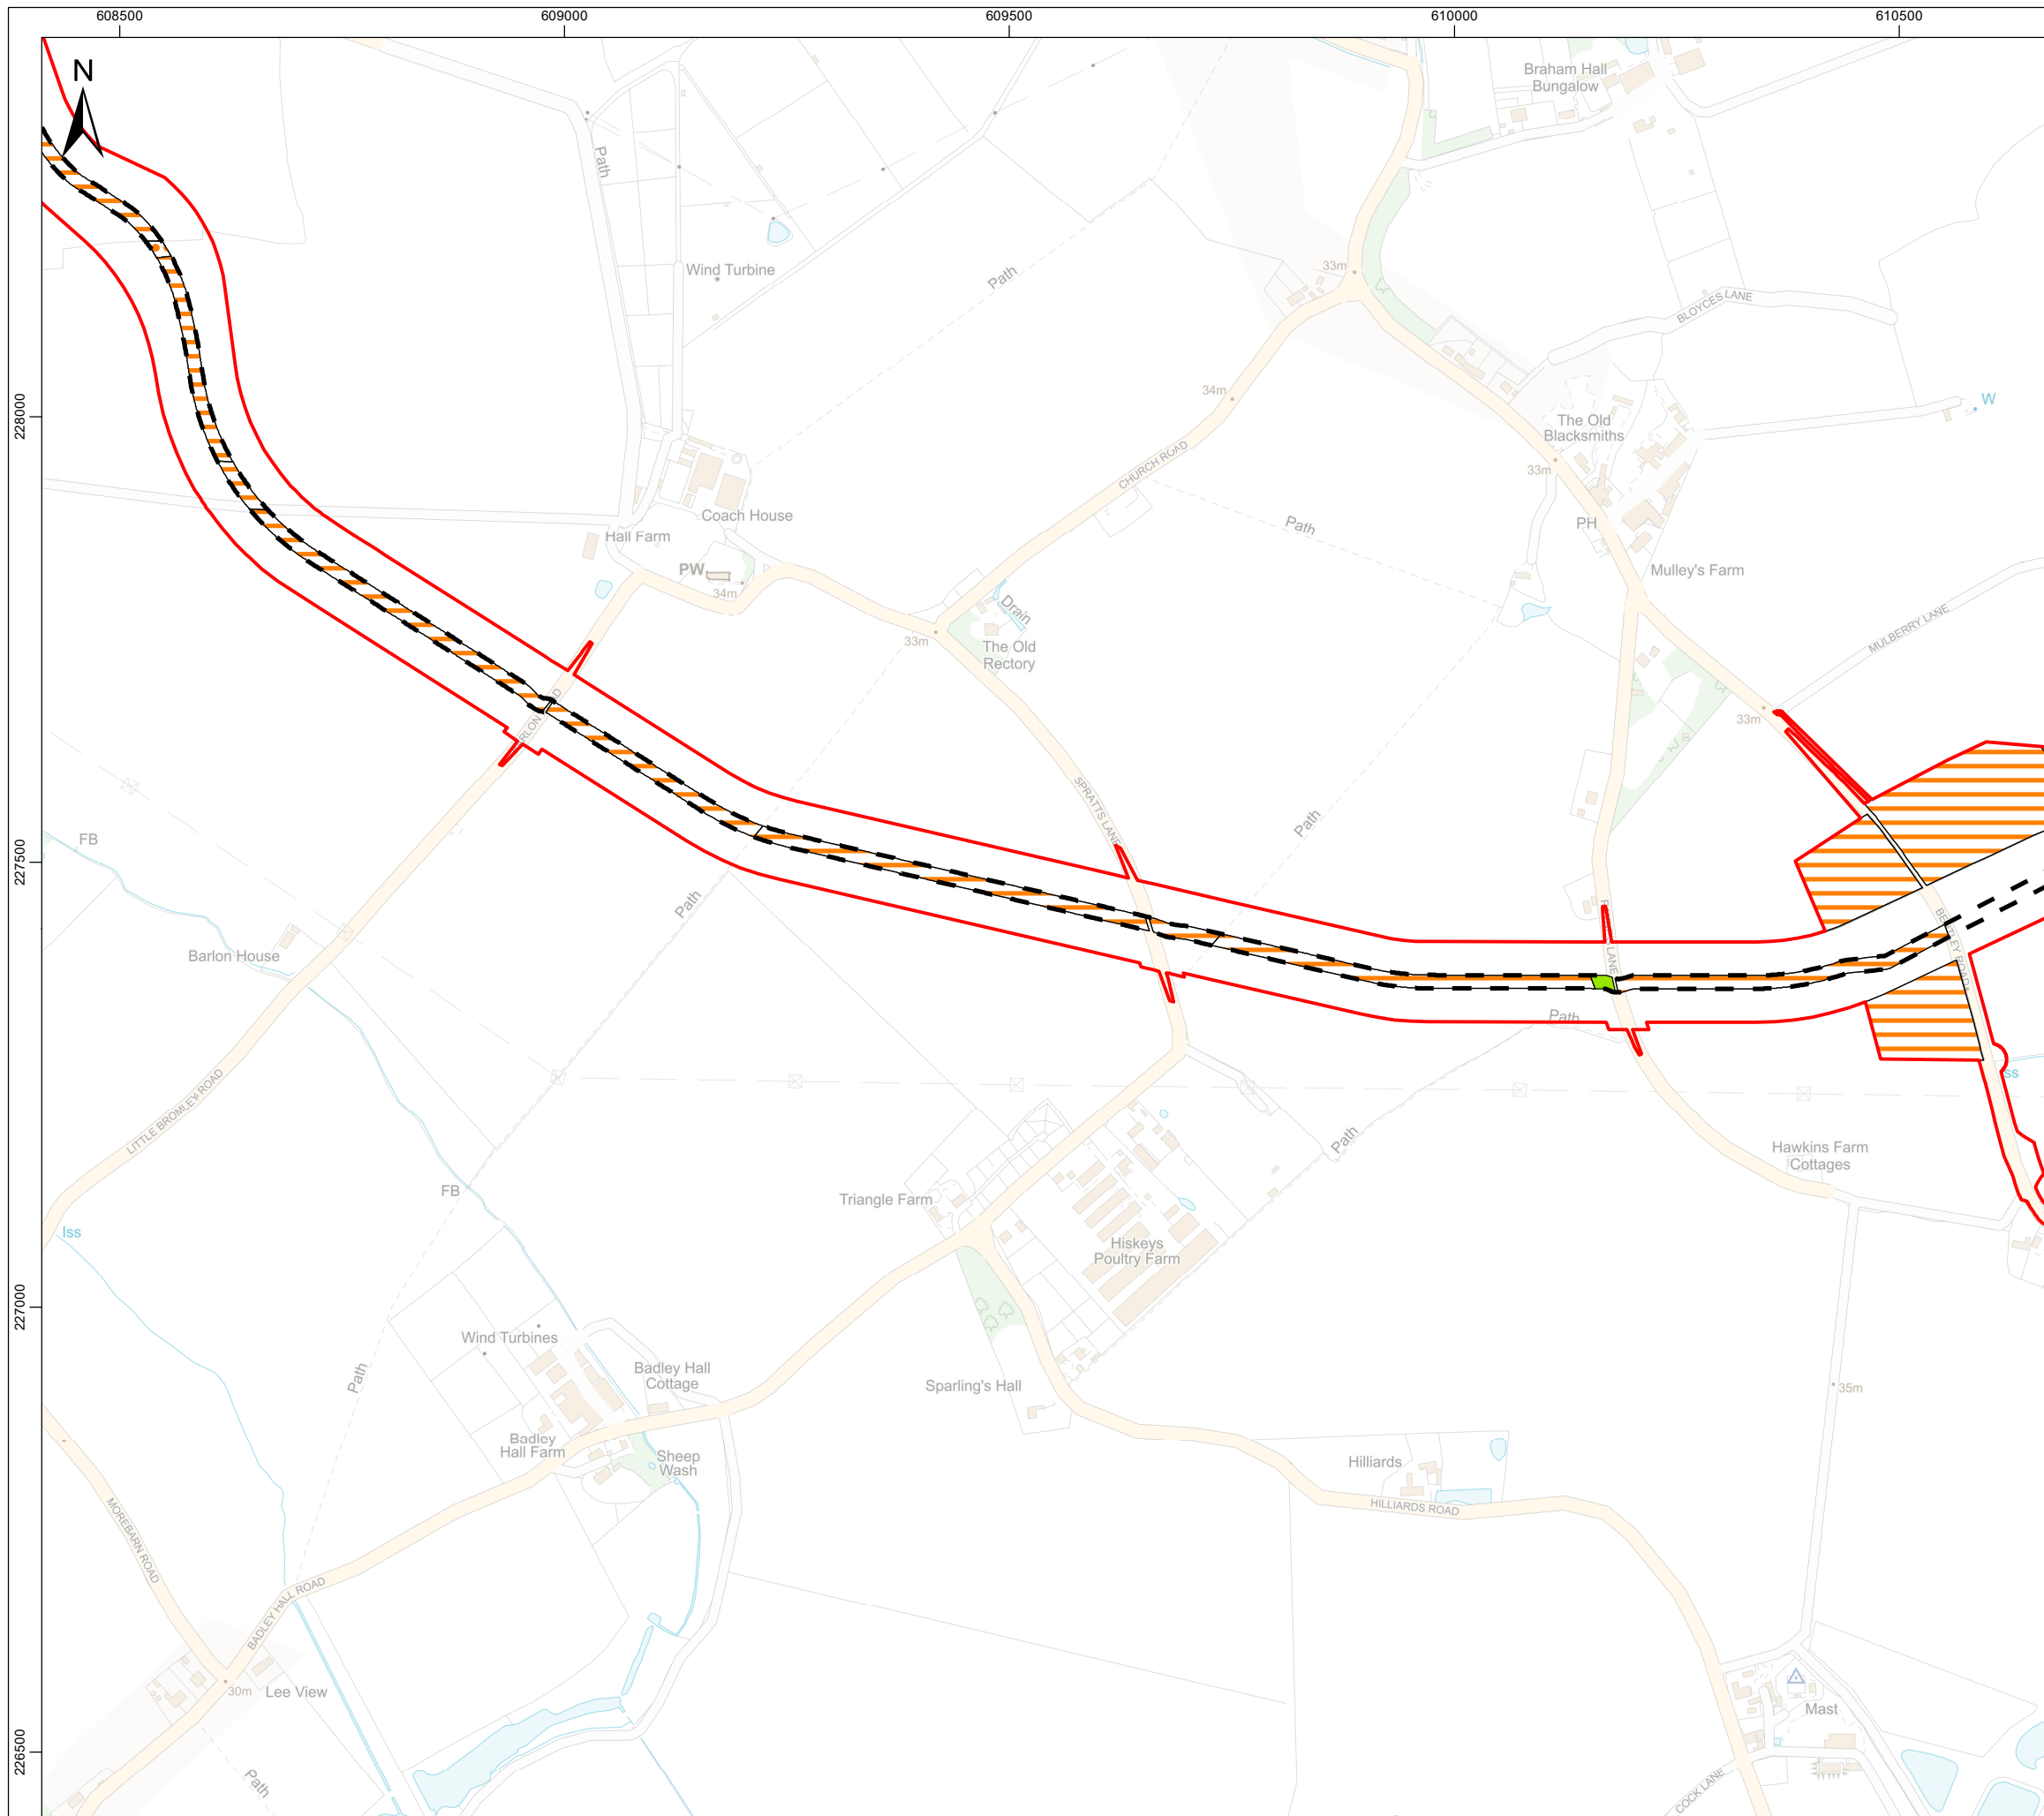 608500
609000
609500
610000
610500
N
Braham Hall
Bungalow
Path
Wind Turbine
Path
33m
BLOYCES LANE
228000
34m
W
The Old
Blacksmiths
CHURCH ROAD
33m
Coach House
Path
PH
Hall Farm
PW
Mulley's Farm
34m
Drain
MULBERRY LANE
33m
The Old
Rectory
33m
SPRATTS LANE
Path
FB
227500
Path
LANE
BENTLEY ROAD
Barlon House
Path
LITTLE BROMLEY ROAD
Path
Hawkins Farm
Cottages
FB
Triangle Farm
Iss
Hiskeys
Poultry Farm
227000
Wind Turbines
Path
Badley Hall
Cottage
Sparling's Hall
35m
Badley
Hall Farm
Sheep
Wash
Hilliards
HILLIARDS ROAD
MOREBARN ROAD
BADLEY HALL ROAD
30m
Lee View
Mast
226500
Path
COCK LANE